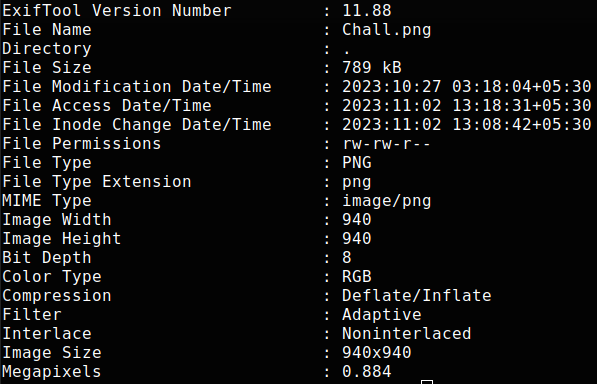 ExifTool Version Number : 11.88
File Name : Chall.png
Directory : .
File Size : 789 kB
File Modification Date/Time : 2023:10:27 03:18:04+05:30
File Access Date/Time : 2023:11:02 13:18:31+05:30
File Inode Change Date/Time : 2023:11:02 13:08:42+05:30
File Permissions : rw-rw-r--
File Type : PNG
File Type Extension : png
MIME Type : image/png
Image Width : 940
Image Height : 940
Bit Depth : 8
Color Type : RGB
Compression : Deflate/Inflate
Filter : Adaptive
Interlace : Noninterlaced
Image Size : 940x940
Megapixels : 0.884